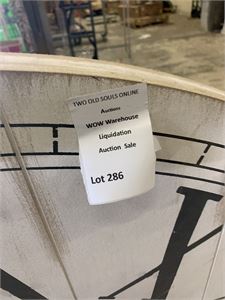 TWO OLD SOULS ONLINE
Auctions
WOW Warehouse
Liquidation
Auction Sale
Lot 286